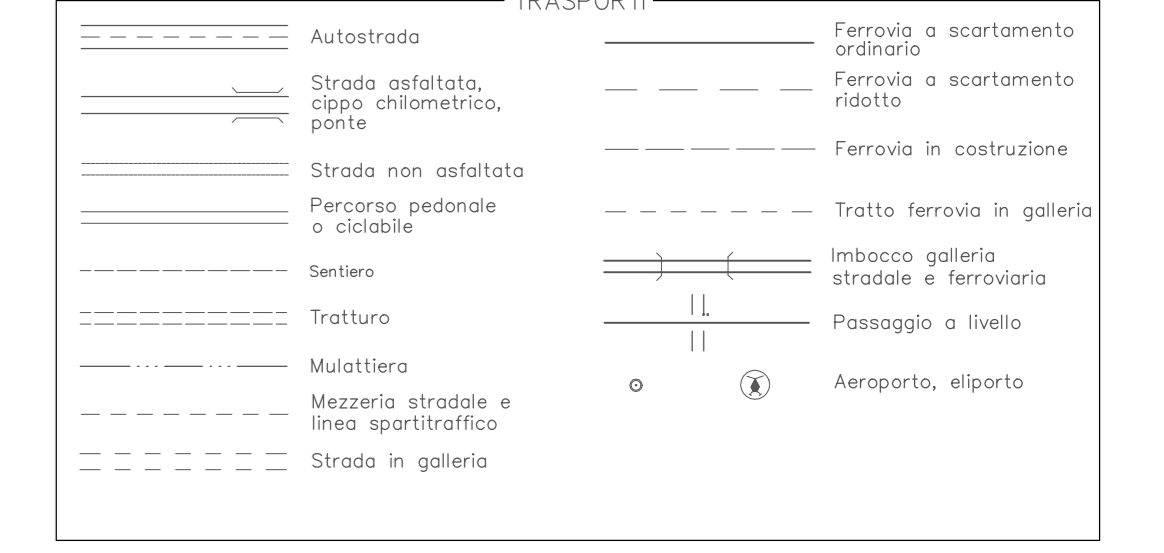 TRASPORTI
Autostrada
Strada asfaltata,
cippo chilometrico,
ponte
Strada non asfaltata
Percorso pedonale
o ciclabile
Sentiero
Tratturo
Mulattiera
Mezzeria stradale e
linea spartitraffico
Strada in galleria
Ferrovia a scartamento
ordinario
Ferrovia a scartamento
ridotto
Ferrovia in costruzione
Tratto ferrovia in galleria
Imbocco galleria
stradale e ferroviaria
Passaggio a livello
Aeroporto, eliporto